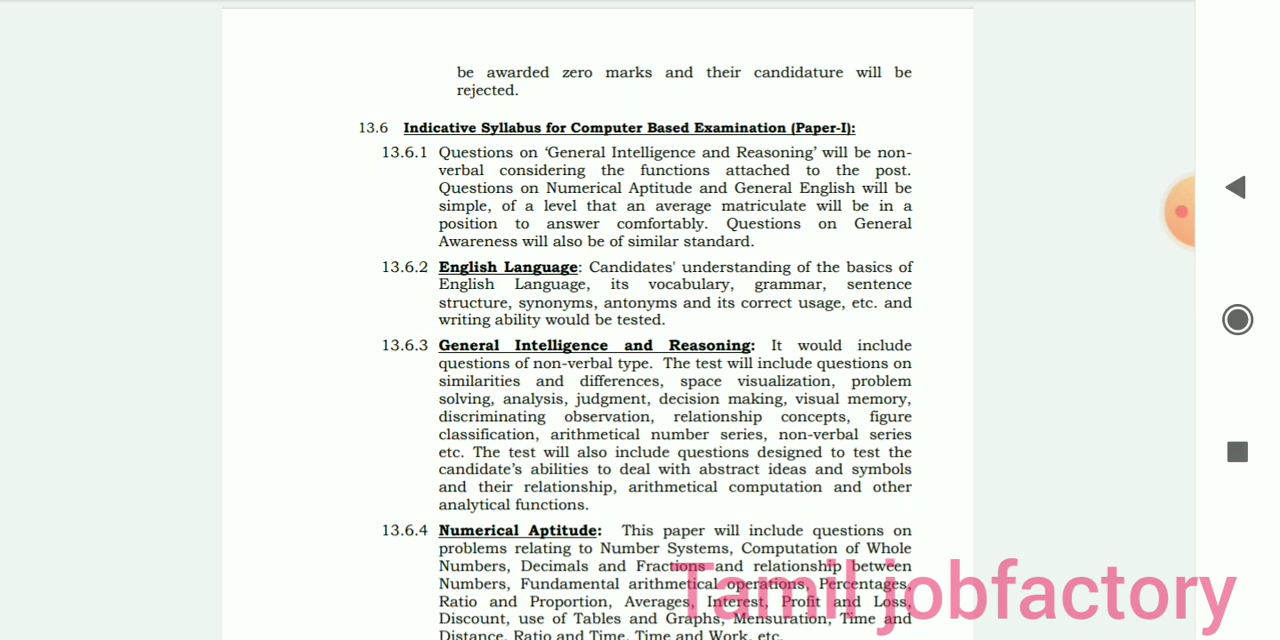 be awarded zero marks and their candidature will be
rejected.
13.6 Indicative Syllabus for Computer Based Examination (Paper-I):
13.6.1 Questions on ‘General Intelligence and Reasoning’ will be non-
verbal considering the functions attached to the post.
Questions on Numerical Aptitude and General English will be
simple, of a level that an average matriculate will be in a
position to answer comfortably. Questions on General
Awareness will also be of similar standard.
13.6.2 English Language: Candidates' understanding of the basics of
English Language, its vocabulary, grammar, sentence
structure, synonyms, antonyms and its correct usage, etc. and
writing ability would be tested.
13.6.3 General Intelligence and Reasoning: It would include
questions of non-verbal type. The test will include questions on
similarities and differences, space visualization, problem
solving, analysis, judgment, decision making, visual memory,
discriminating observation, relationship concepts, figure
classification, arithmetical number series, non-verbal series
etc. The test will also include questions designed to test the
candidate’s abilities to deal with abstract ideas and symbols
and their relationship, arithmetical computation and other
analytical functions.
13.6.4 Numerical Aptitude: This paper will include questions on
problems relating to Number Systems, Computation of Whole
Numbers, Decimals and Fractions and relationship between
Numbers, Fundamental arithmetical operations, Percentages,
Ratio and Proportion, Averages, Interest, Profit and Loss,
Discount, use of Tables and Graphs, Mensuration, Time and
Distance, Ratio and Time, Time and Work, etc.
Tamil jobfactory